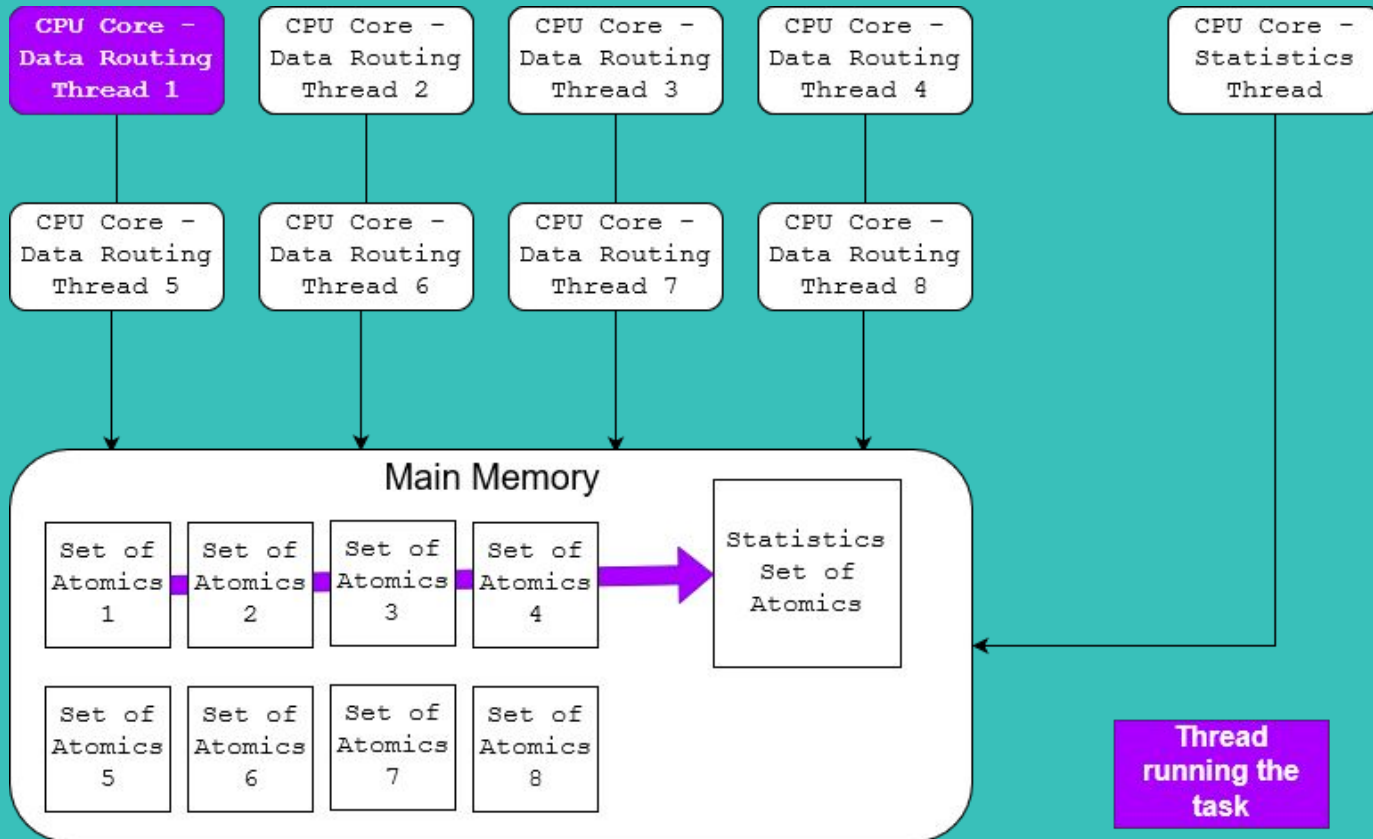 CPU Core -
Data Routing
Thread 1
CPU Core -
Data Routing
Thread 2
CPU Core -
Data Routing
Thread 3
CPU Core -
Data Routing
Thread 4
CPU Core -
Statistics
Thread
CPU Core -
Data Routing
Thread 5
CPU Core -
Data Routing
Thread 6
CPU Core -
Data Routing
Thread 7
CPU Core -
Data Routing
Thread 8
Main Memory
Set of
Atomics
1
Set of
Atomics
2
Set of
Atomics
3
Set of
Atomics
4
Statistics
Set of
Atomics
Set of
Atomics
5
Set of
Atomics
6
Set of
Atomics
7
Set of
Atomics
8
Thread
running the
task